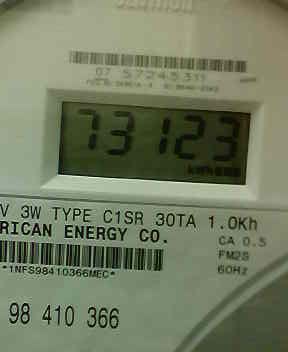 07 57245311
73123
V 3W TYPE C1SR 30TA 1.0Kh
RICAN ENERGY CO.
CA 0.5
FM2S
*1NFS98410366MEC*
60Hz
98 410 366